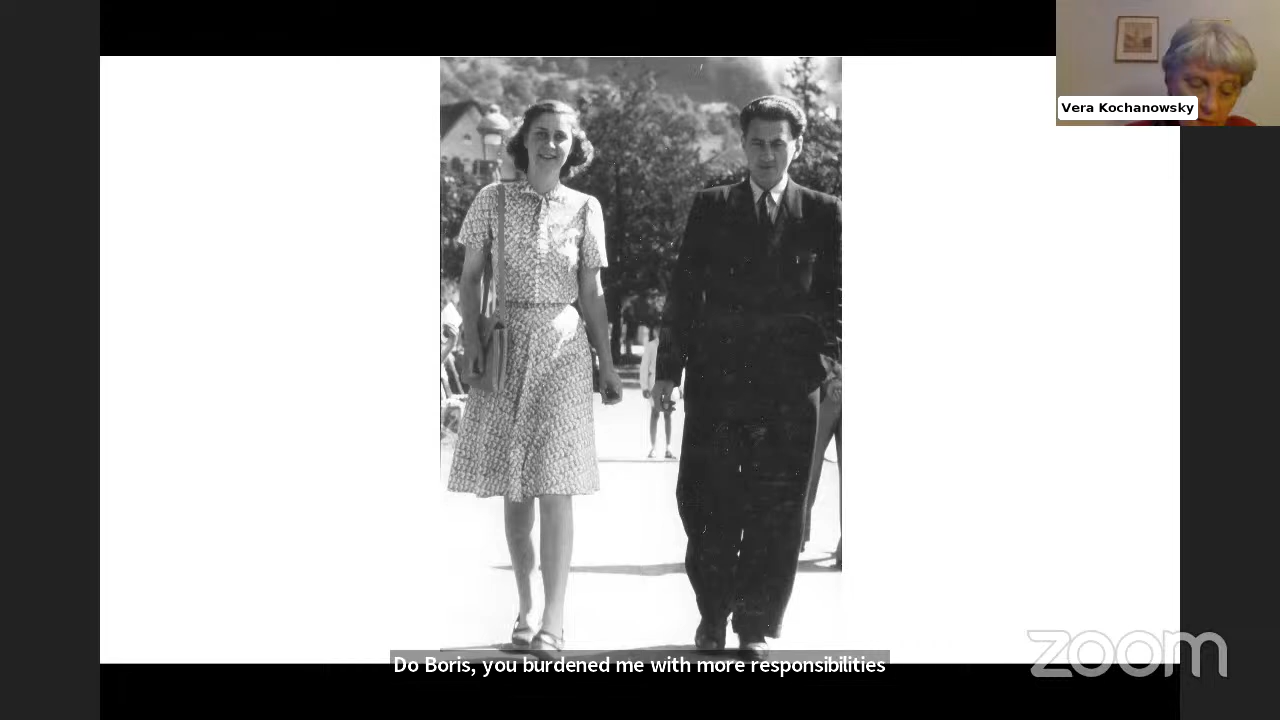 Vera Kochanowsky
Do Boris, you burdened me with more responsibilities
zoom